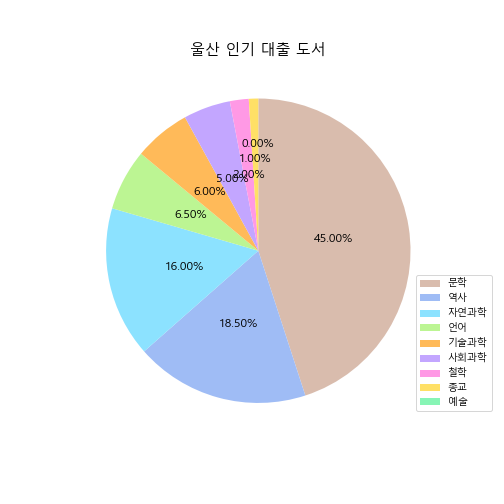 울산 인기 대출 도서
0.00%
1.00%
2.00%
5.00%
6.00%
6.50%
45.00%
16.00%
18.50%
문학
역사
자연과학
언어
기술과학
사회과학
철학
종교
예술